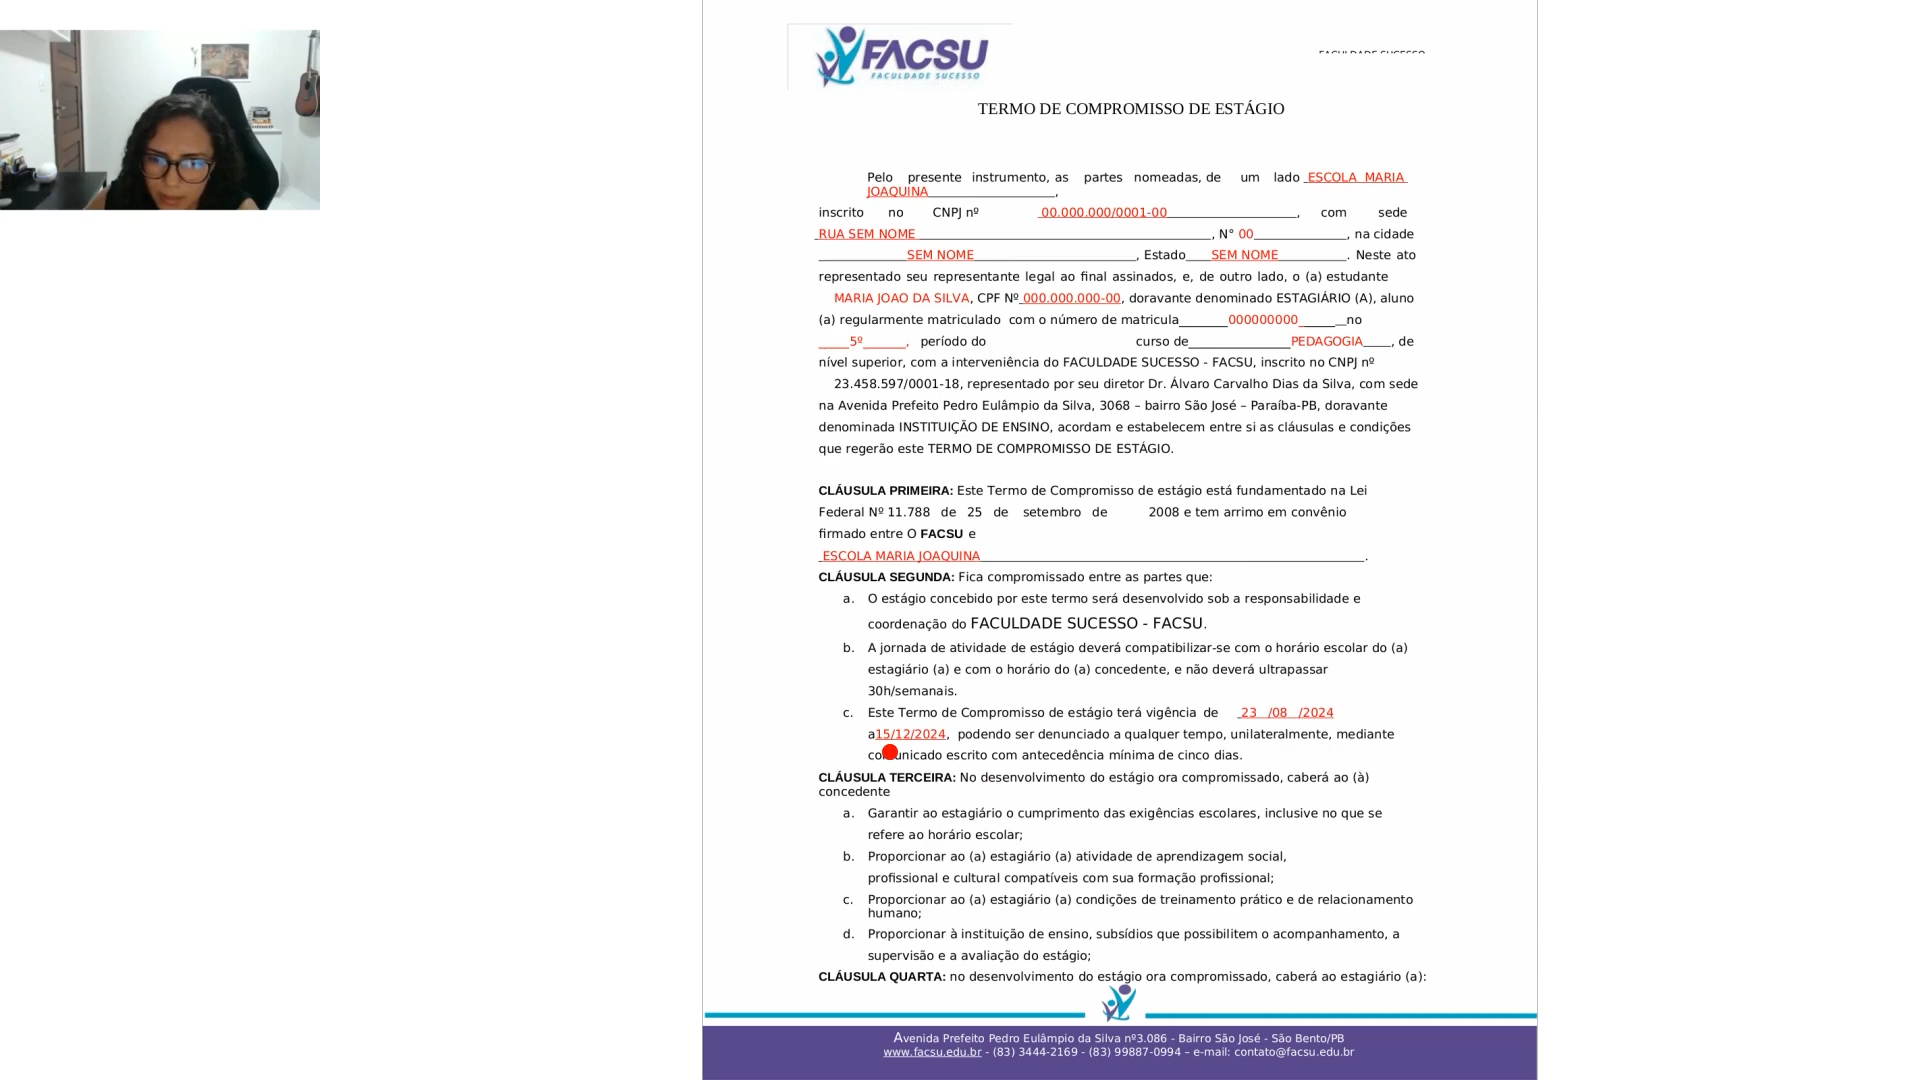 FACSU
FACULDADE SUCESSO
FACULDADE SUCESSO
TERMO DE COMPROMISSO DE ESTÁGIO
Pelo presente instrumento, as partes nomeadas, de um lado ESCOLA MARIA
JOAQUINA____________________,
inscrito no CNPJ nº 00.000.000/0001-00____________________, com sede
RUA SEM NOME ____________________, N° 00______________, na cidade
______________SEM NOME____________________, Estado____SEM NOME__________. Neste ato
representado seu representante legal ao final assinados, e, de outro lado, o (a) estudante
MARIA JOAO DA SILVA, CPF Nº 000.000.000-00, doravante denominado ESTAGIÁRIO (A), aluno
(a) regularmente matriculado com o número de matricula________000000000_______no
_____5º_______, período do curso de________________PEDAGOGIA____, de
nível superior, com a interveniência do FACULDADE SUCESSO - FACSU, inscrito no CNPJ nº
23.458.597/0001-18, representado por seu diretor Dr. Álvaro Carvalho Dias da Silva, com sede
na Avenida Prefeito Pedro Eulâmpio da Silva, 3068 – bairro São José – Paraíba-PB, doravante
denominada INSTITUIÇÃO DE ENSINO, acordam e estabelecem entre si as cláusulas e condições
que regerão este TERMO DE COMPROMISSO DE ESTÁGIO.
CLÁUSULA PRIMEIRA: Este Termo de Compromisso de estágio está fundamentado na Lei
Federal Nº 11.788 de 25 de setembro de 2008 e tem arrimo em convênio
firmado entre O FACSU e
ESCOLA MARIA JOAQUINA____________________.
CLÁUSULA SEGUNDA: Fica compromissado entre as partes que:
a. O estágio concebido por este termo será desenvolvido sob a responsabilidade e
coordenação do FACULDADE SUCESSO - FACSU.
b. A jornada de atividade de estágio deverá compatibilizar-se com o horário escolar do (a)
estagiário (a) e com o horário do (a) concedente, e não deverá ultrapassar
30h/semanais.
c. Este Termo de Compromisso de estágio terá vigência de 23 /08 /2024
a15/12/2024, podendo ser denunciado a qualquer tempo, unilateralmente, mediante
comunicado escrito com antecedência mínima de cinco dias.
CLÁUSULA TERCEIRA: No desenvolvimento do estágio ora compromissado, caberá ao (à)
concedente
a. Garantir ao estagiário o cumprimento das exigências escolares, inclusive no que se
refere ao horário escolar;
b. Proporcionar ao (a) estagiário (a) atividade de aprendizagem social,
profissional e cultural compatíveis com sua formação profissional;
c. Proporcionar ao (a) estagiário (a) condições de treinamento prático e de relacionamento
humano;
d. Proporcionar à instituição de ensino, subsídios que possibilitem o acompanhamento, a
supervisão e a avaliação do estágio;
CLÁUSULA QUARTA: no desenvolvimento do estágio ora compromissado, caberá ao estagiário (a):
Avenida Prefeito Pedro Eulâmpio da Silva nº3.086 - Bairro São José - São Bento/PB
www.facsu.edu.br - (83) 3444-2169 - (83) 99887-0994 – e-mail: contato@facsu.edu.br